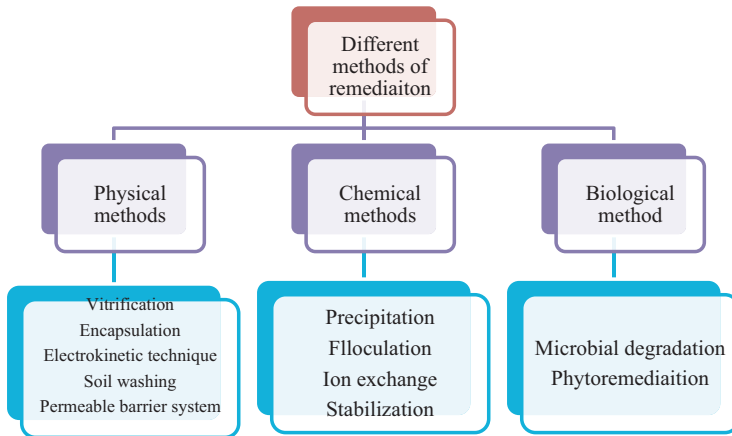 Different
methods of
remediaiton
Physical
methods
Chemical
methods
Biological
method
Vitrification
Encapsulation
Electrokinetic technique
Soil washing
Permeable barrier system
Precipitation
Flloculation
Ion exchange
Stabilization
Microbial degradation
Phytoremediaition